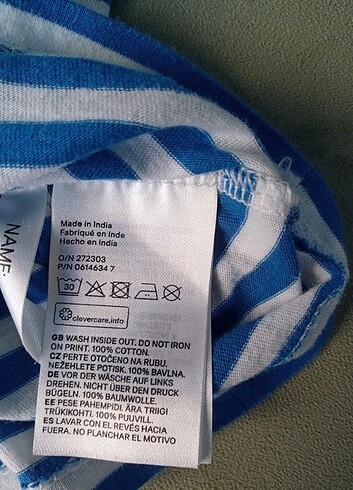 Made in India
Fabriqué en Inde
Hecho en India
O/N 272303
P/N 0614634 7
30
clevercare.info
GB WASH INSIDE OUT. DO NOT IRON
ON PRINT. 100% COTTON.
CZ PERTE OTOČENO NA RUBU.
NEŽEHLETE POTISK. 100% BAVLNA.
DE VOR DER WÄSCHE AUF LINKS
DREHEN. NICHT ÜBER DEN DRUCK
BÜGELN. 100% BAUMWOLLE.
EE PESE PAHEMPIDI. ÄRA TRIIGI
TRÜKIKOHTI. 100% PUUVILL.
ES LAVAR CON EL REVÉS HACIA
FUERA. NO PLANCHAR EL MOTIVO
NAME: